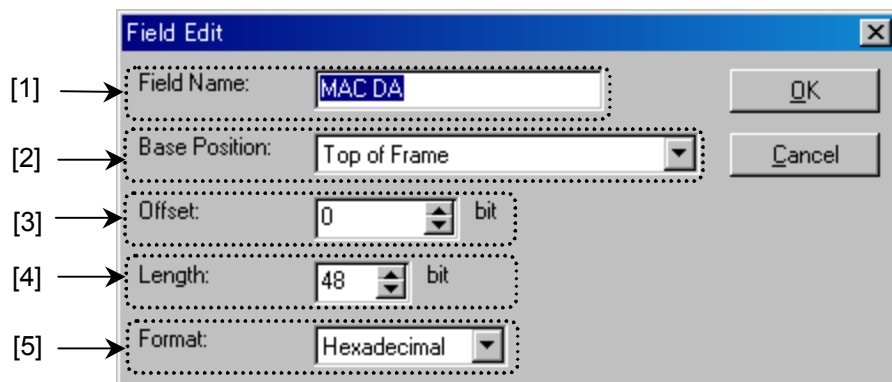 Field Edit
[1] Field Name: MAC DA OK
[2] Base Position: Top of Frame Cancel
[3] Offset: 0 bit
[4] Length: 48 bit
[5] Format: Hexadecimal